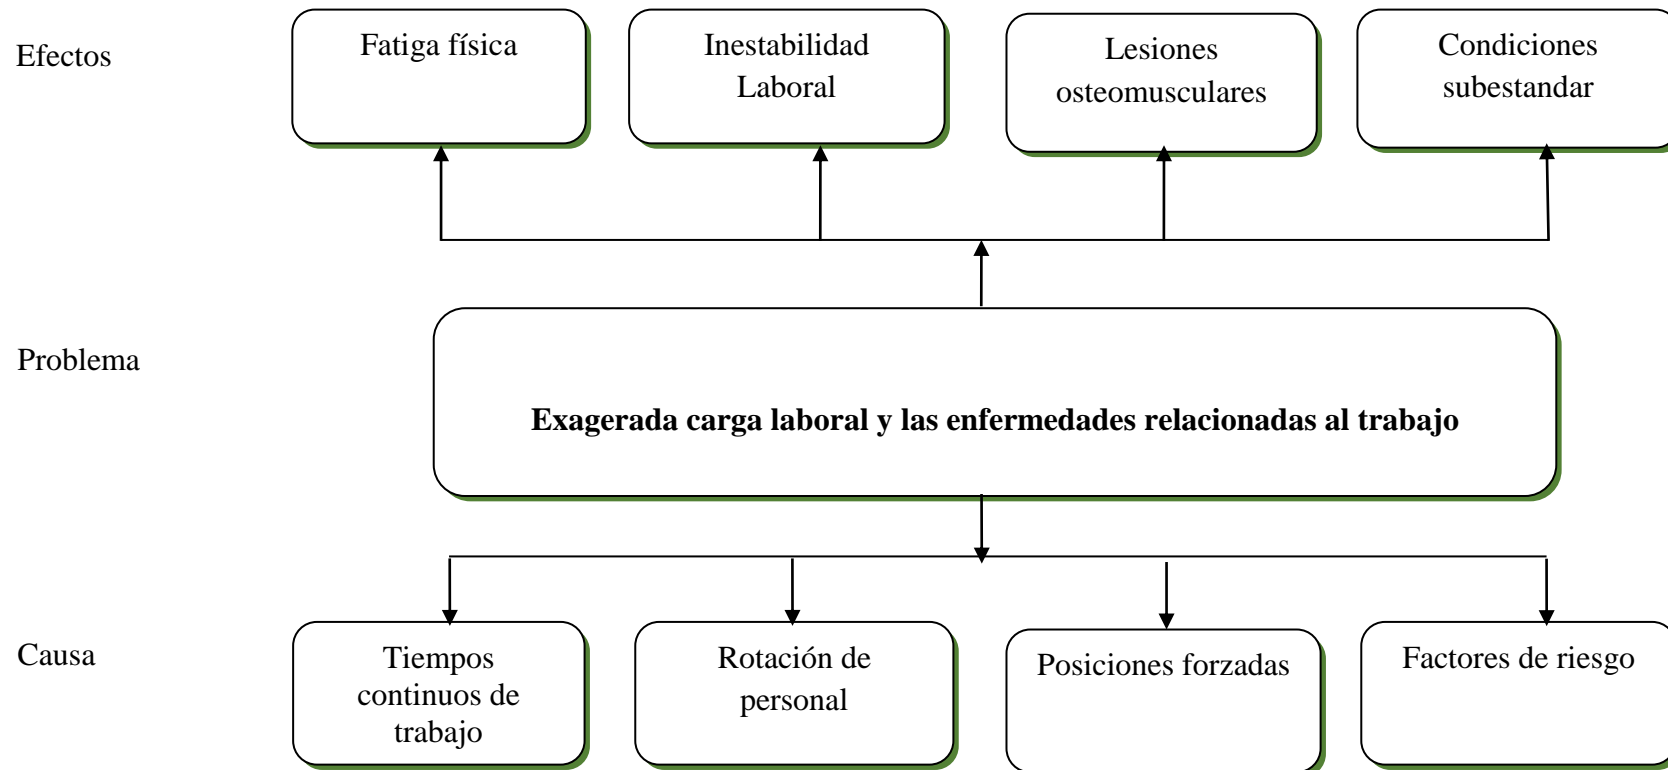 Efectos
Fatiga física
Inestabilidad
Laboral
Lesiones
osteomusculares
Condiciones
subestandar
Problema
Exagerada carga laboral y las enfermedades relacionadas al trabajo
Causa
Tiempos
continuos de
trabajo
Rotación de
personal
Posiciones forzadas
Factores de riesgo